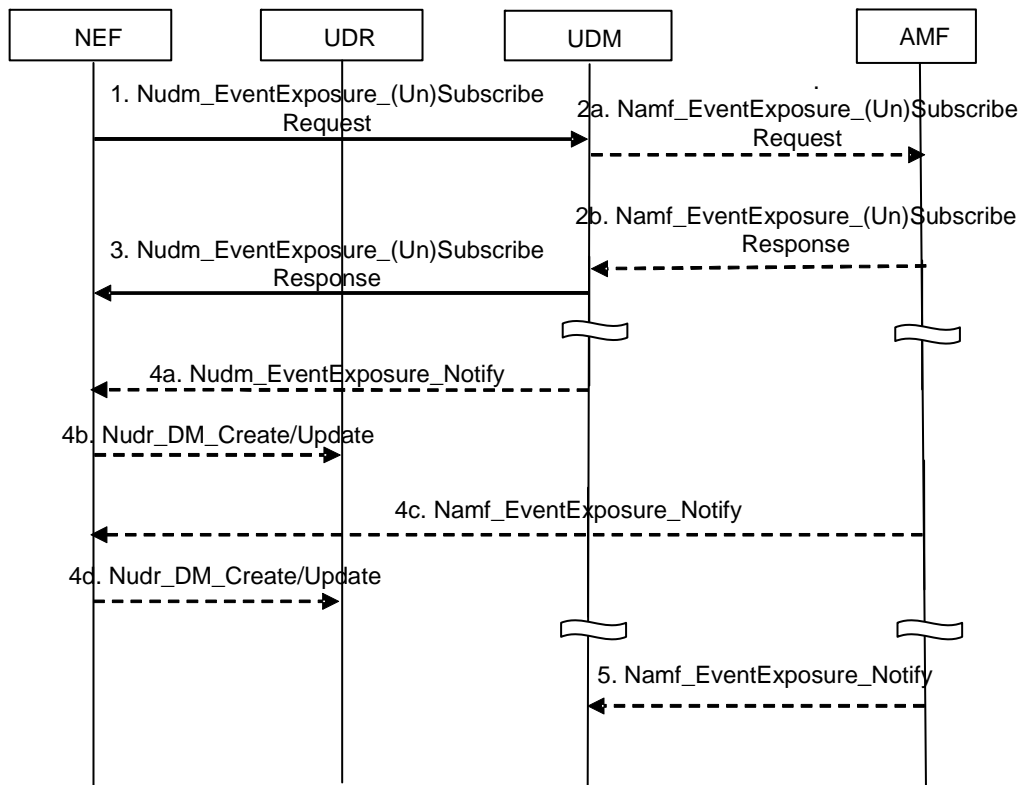 NEF
UDR
UDM
AMF
1. Nudm_EventExposure_(Un)Subscribe
Request
.
2a. Namf_EventExposure_(Un)Subscribe
Request
2b. Namf_EventExposure_(Un)Subscribe
Response
3. Nudm_EventExposure_(Un)Subscribe
Response
4a. Nudm_EventExposure_Notify
4b. Nudr_DM_Create/Update
4c. Namf_EventExposure_Notify
4d. Nudr_DM_Create/Update
5. Namf_EventExposure_Notify